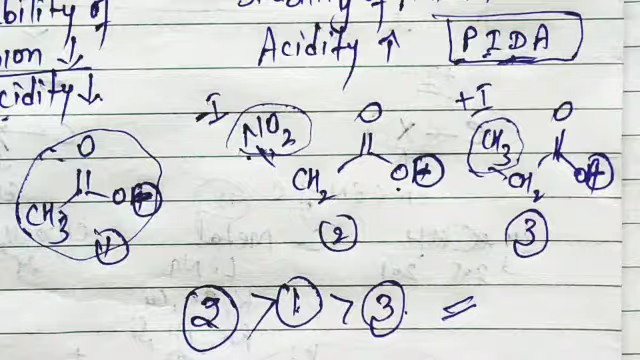 bility of
ion ↓
cidity ↓
Acidity ↑
PIDA
-I
+I
NO2
CH3
O
O
O
CH3
OH
CH2
OH
CH2
OH
1
2
3
2 > 1 > 3 =